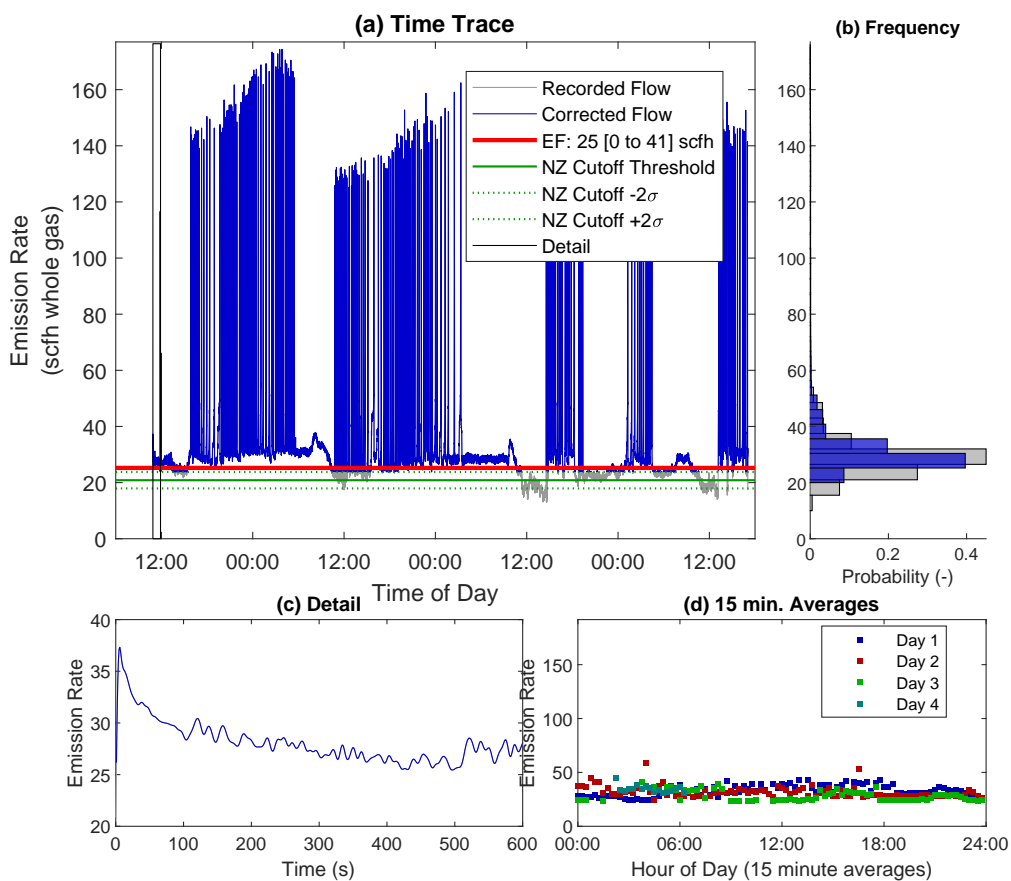 (a) Time Trace
(b) Frequency
Emission Rate
(scfh whole gas)
160
140
120
100
80
60
40
20
0
12:00 00:00 12:00 00:00 12:00 00:00 12:00
Time of Day
Recorded Flow
Corrected Flow
EF: 25 [0 to 41] scfh
NZ Cutoff Threshold
NZ Cutoff -2σ
NZ Cutoff +2σ
Detail
160
140
120
100
80
60
40
20
0
0 0.2 0.4
Probability (-)
(c) Detail
Emission Rate
40
35
30
25
20
0 100 200 300 400 500 600
Time (s)
(d) 15 min. Averages
Emission Rate
150
100
50
0
Day 1
Day 2
Day 3
Day 4
00:00 06:00 12:00 18:00 24:00
Hour of Day (15 minute averages)